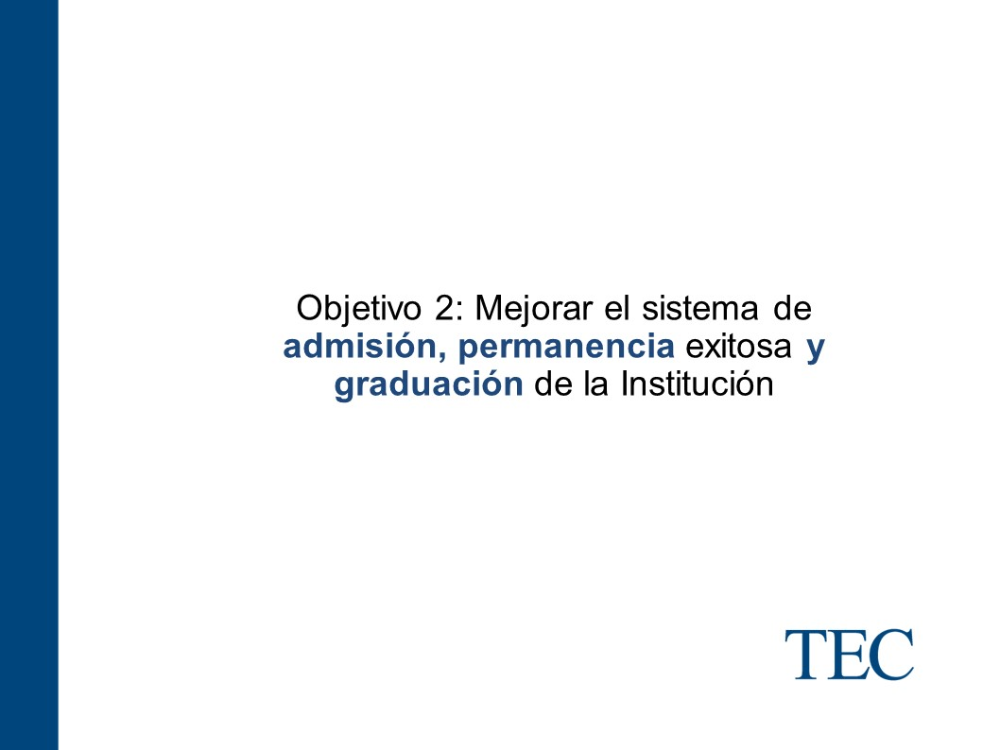 Objetivo 2: Mejorar el sistema de
admisión, permanencia exitosa y
graduación de la Institución
TEC